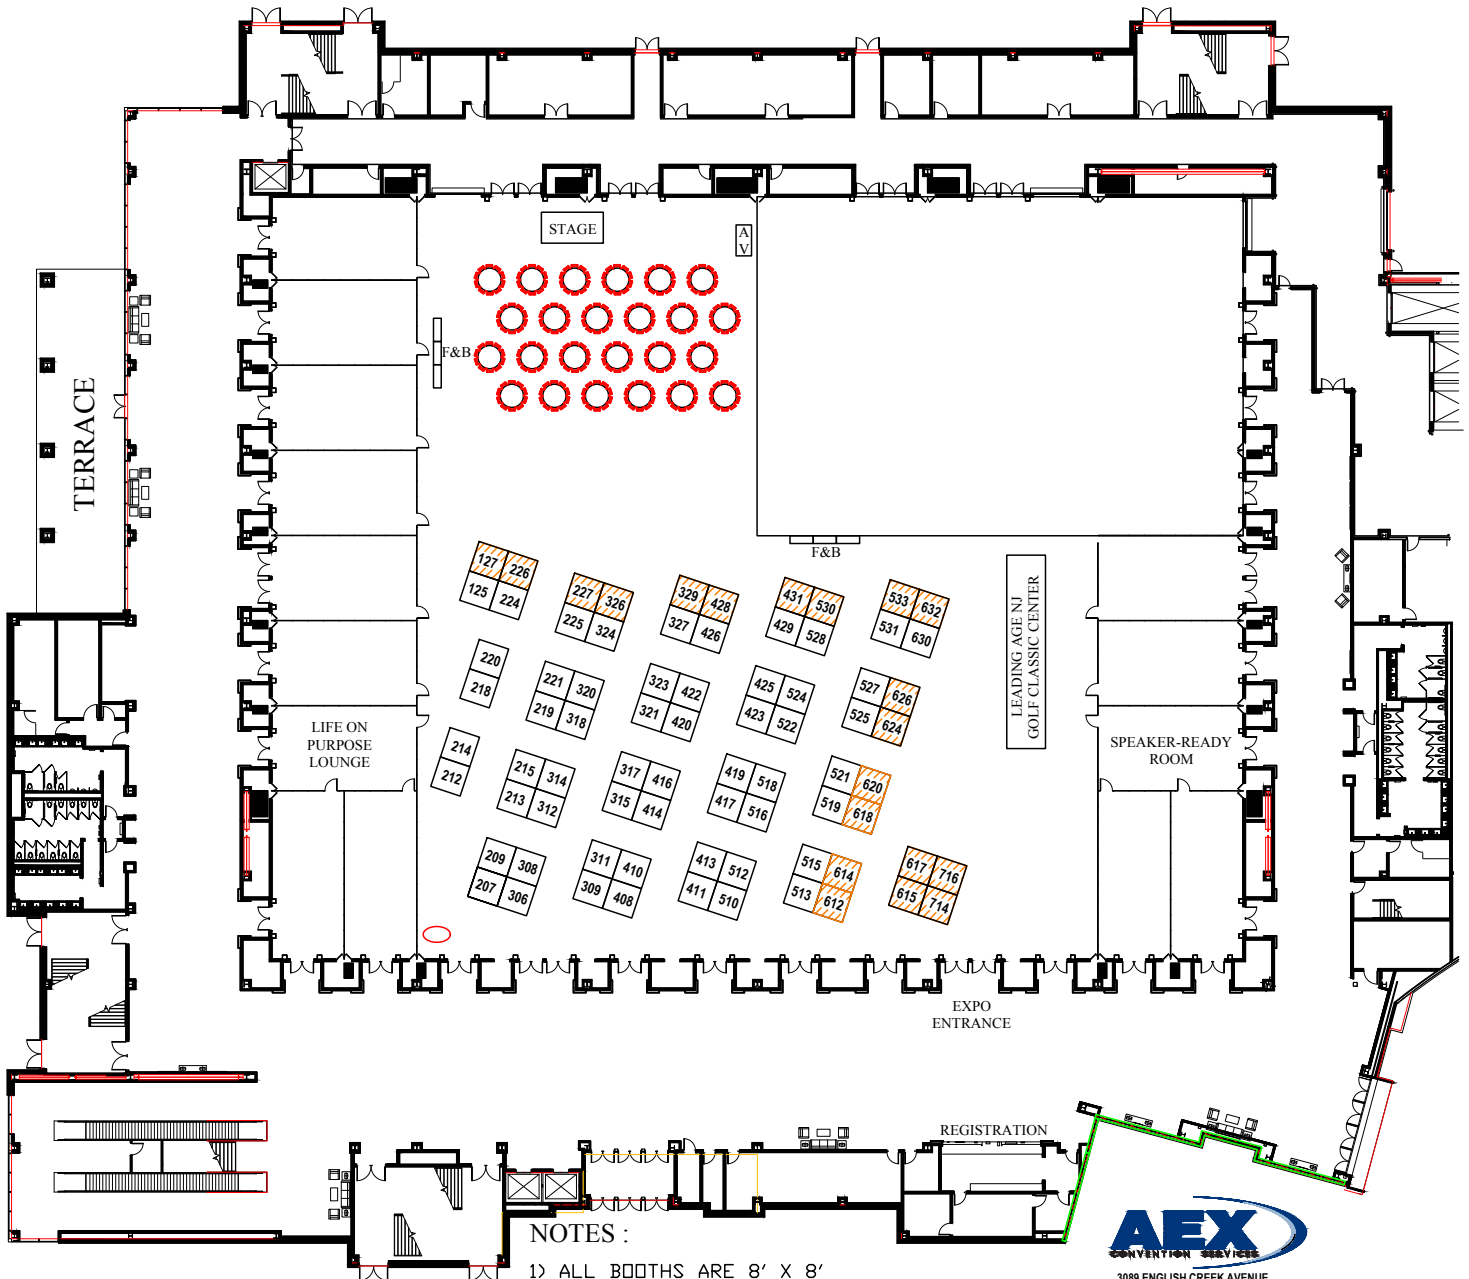 STAGE
A
V
F&B
TERRACE
F&B
127 226
125 224
227 326
225 324
329 428
327 426
431 530
429 528
533 632
531 630
LEADING AGE NJ
GOLF CLASSIC CENTER
220
218
221 320
219 318
323 422
321 420
425 524
423 522
527 626
525 624
LIFE ON
PURPOSE
LOUNGE
SPEAKER-READY
ROOM
214
212
215 314
213 312
317 416
315 414
419 518
417 516
521 620
519 618
209 308
207 306
311 410
309 408
413 512
411 510
515 614
513 612
617 716
615 714
EXPO
ENTRANCE
REGISTRATION
NOTES :
1) ALL BOOTHS ARE 8' X 8'
AEX
CONVENTION SERVICES
3089 ENGLISH CREEK AVENUE